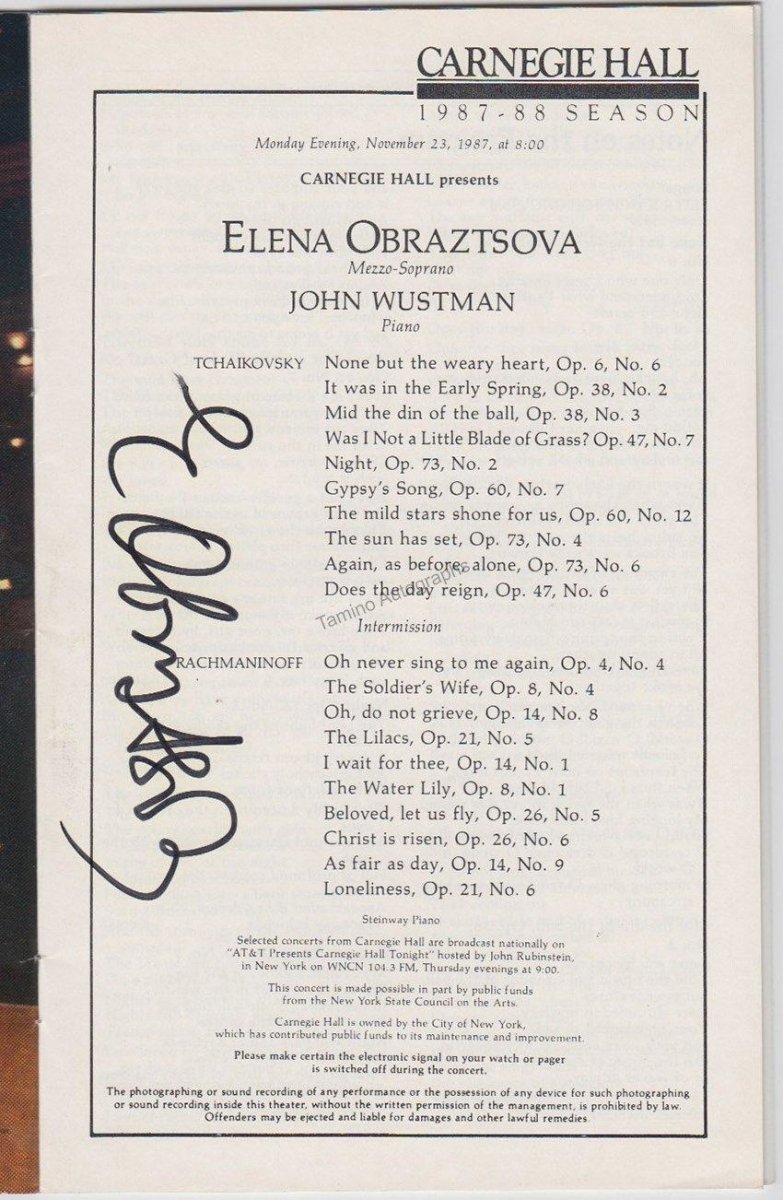 CARNEGIE HALL
1987-88 SEASON
Monday Evening, November 23, 1987, at 8:00
CARNEGIE HALL presents
ELENA OBRAZTSOVA
Mezzo-Soprano
JOHN WUSTMAN
Piano
TCHAIKOVSKY None but the weary heart, Op. 6, No. 6
It was in the Early Spring, Op. 38, No. 2
Mid the din of the ball, Op. 38, No. 3
Was I Not a Little Blade of Grass? Op. 47, No. 7
Night, Op. 73, No. 2
Gypsy's Song, Op. 60, No. 7
The mild stars shone for us, Op. 60, No. 12
The sun has set, Op. 73, No. 4
Again, as before, alone, Op. 73, No. 6
Does the day reign, Op. 47, No. 6
Tamino Autographs
Intermission
RACHMANINOFF Oh never sing to me again, Op. 4, No. 4
The Soldier's Wife, Op. 8, No. 4
Oh, do not grieve, Op. 14, No. 8
The Lilacs, Op. 21, No. 5
I wait for thee, Op. 14, No. 1
The Water Lily, Op. 8, No. 1
Beloved, let us fly, Op. 26, No. 5
Christ is risen, Op. 26, No. 6
As fair as day, Op. 14, No. 9
Loneliness, Op. 21, No. 6
Steinway Piano
Selected concerts from Carnegie Hall are broadcast nationally on
"AT&T Presents Carnegie Hall Tonight" hosted by John Rubinstein,
in New York on WNCN 104.3 FM, Thursday evenings at 9:00.
This concert is made possible in part by public funds
from the New York State Council on the Arts.
Carnegie Hall is owned by the City of New York,
which has contributed public funds to its maintenance and improvement.
Please make certain the electronic signal on your watch or pager
is switched off during the concert.
The photographing or sound recording of any performance or the possession of any device for such photographing
or sound recording inside this theater, without the written permission of the management, is prohibited by law.
Offenders may be ejected and liable for damages and other lawful remedies.